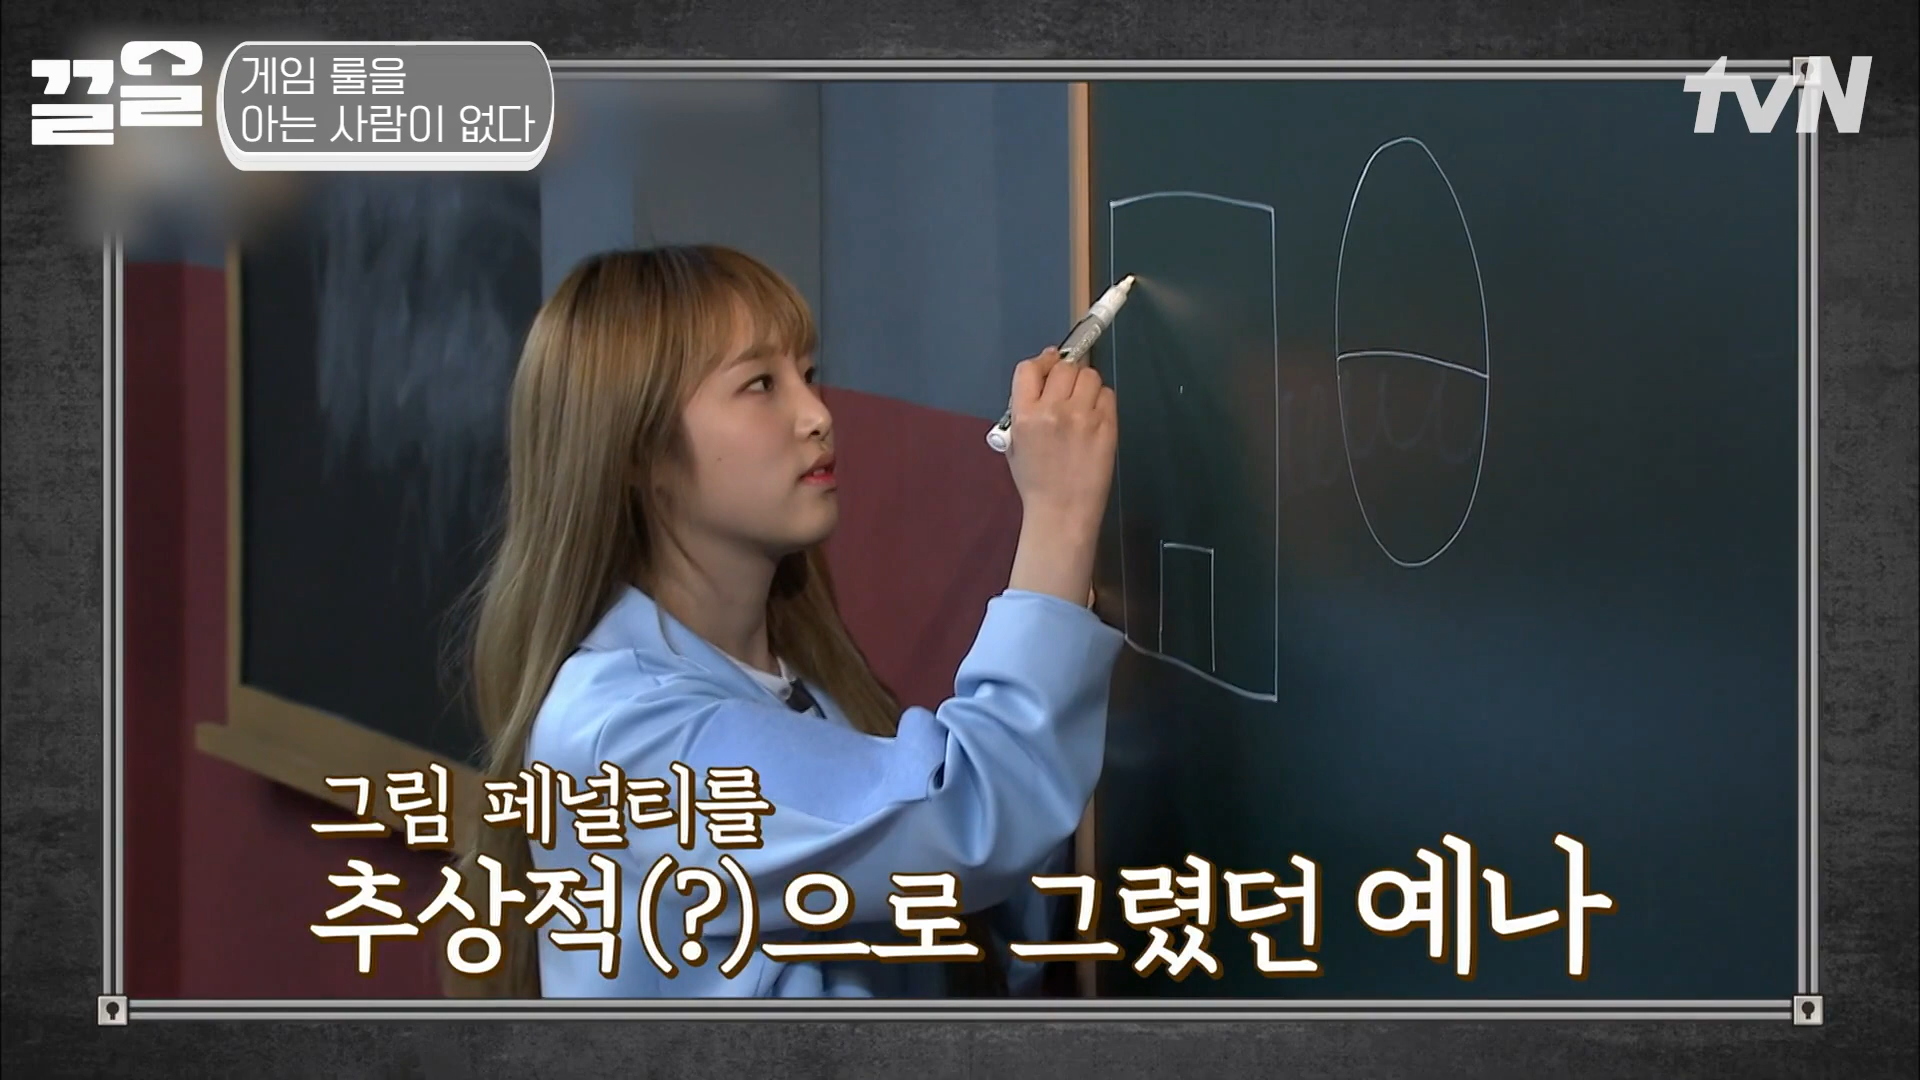 끌올
게임 룰을
아는 사람이 없다
tvN
그림 페널티를
추상적(?)으로 그렸던 예나